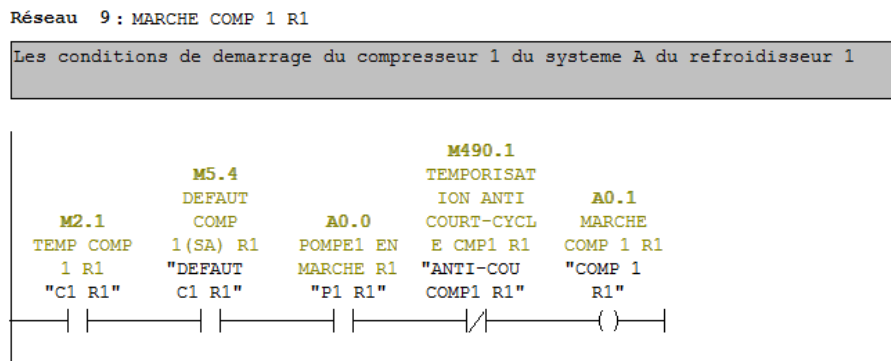 Réseau 9 : MARCHE COMP 1 R1
Les conditions de demarrage du compresseur 1 du systeme A du refroidisseur 1
M2.1
TEMP COMP
1 R1
"C1 R1"
M5.4
DEFAUT
COMP
1(SA) R1
"DEFAUT
C1 R1"
A0.0
POMPE1 EN
MARCHE R1
"P1 R1"
M490.1
TEMPORISAT
ION ANTI
COURT-CYCL
E CMP1 R1
"ANTI-COU
COMP1 R1"
A0.1
MARCHE
COMP 1 R1
"COMP 1
R1"